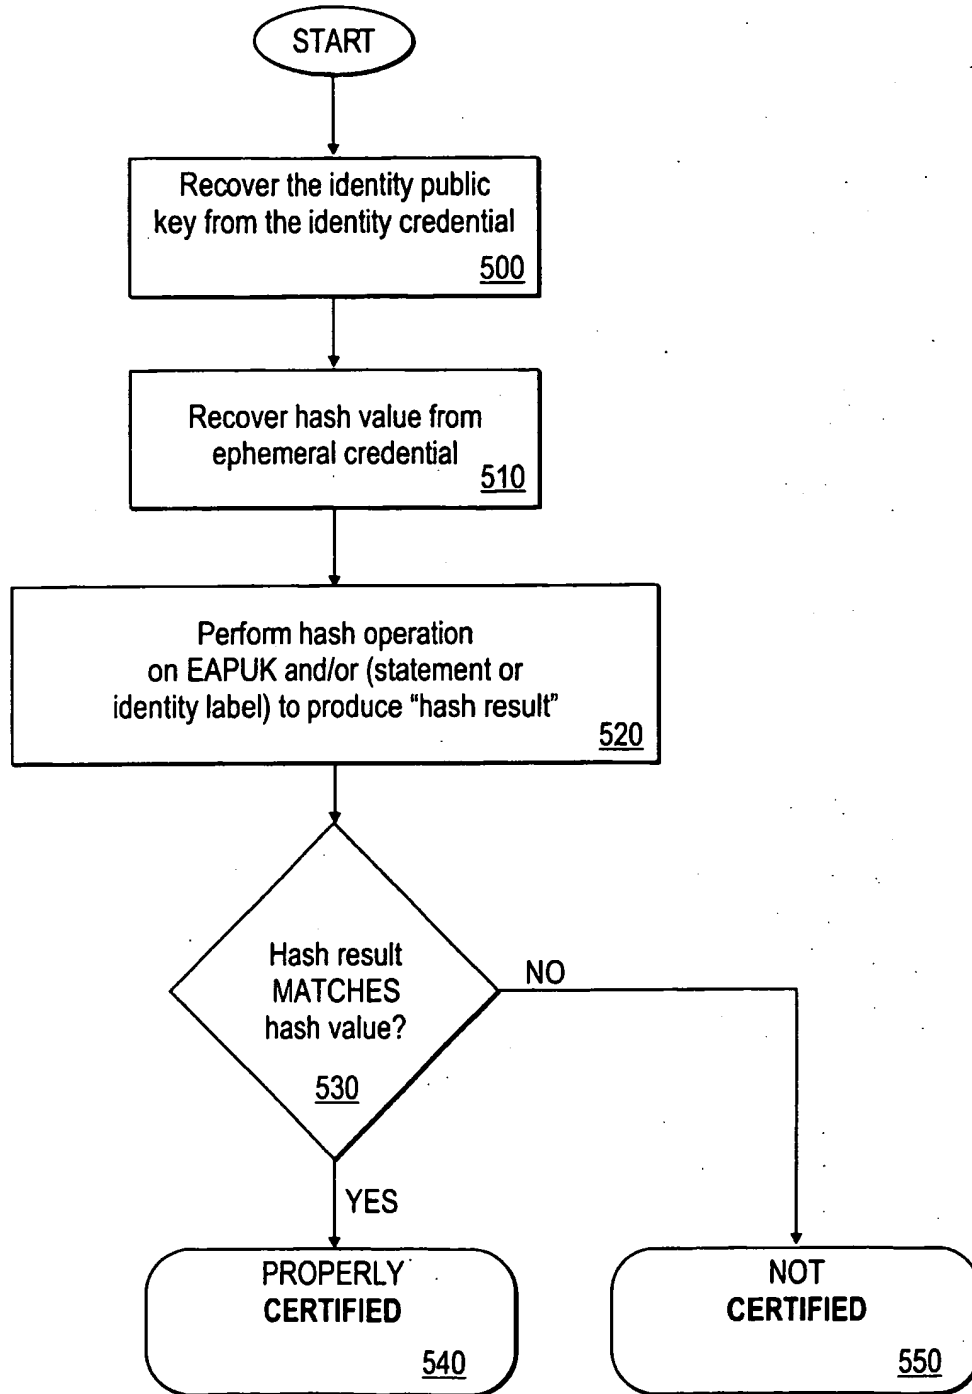 START
Recover the identity public
key from the identity credential
500
Recover hash value from
ephemeral credential
510
Perform hash operation
on EAPUK and/or (statement or
identity label) to produce “hash result”
520
Hash result
MATCHES
hash value?
530
NO
YES
PROPERLY
CERTIFIED
540
NOT
CERTIFIED
550